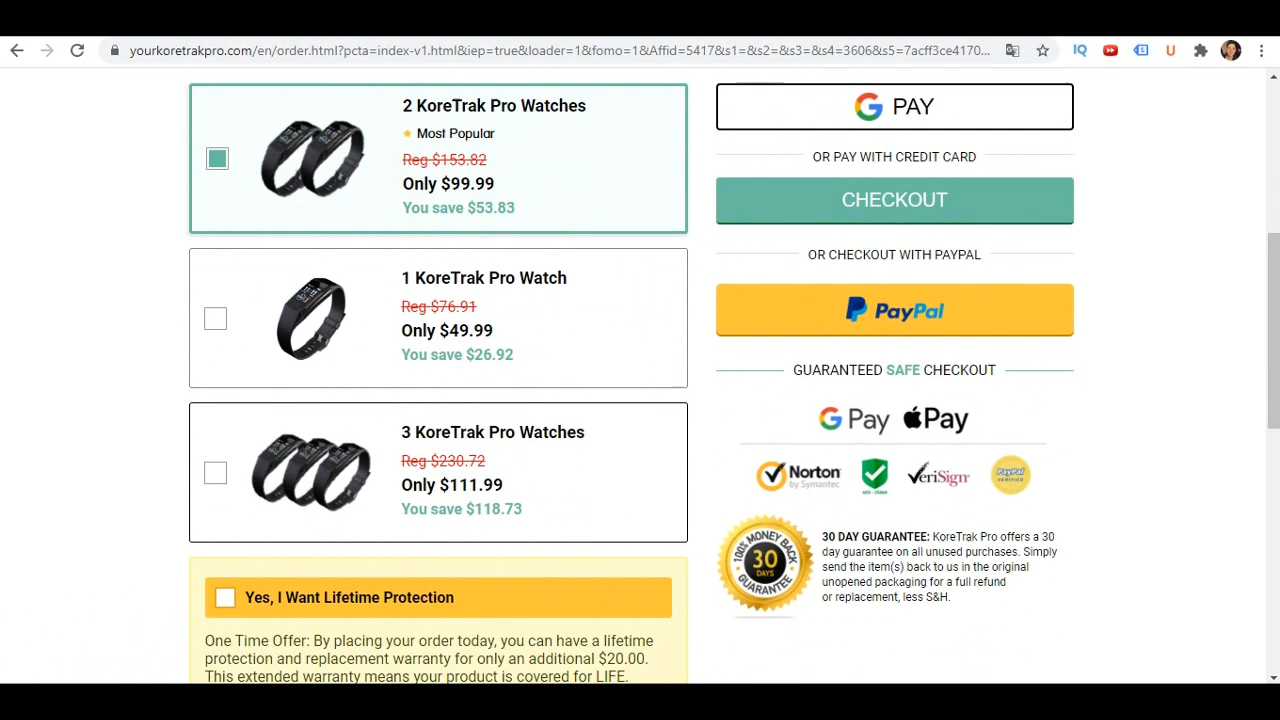 yourkoretrakpro.com/en/order.html?pcta=index-v1.html&iep=true&loader=1&fomo=1&Affid=5417&s1=&s2=&s3=&s4=3606&s5=7acff3ce4170...
2 KoreTrak Pro Watches
Most Popular
Reg $153.82
Only $99.99
You save $53.83
1 KoreTrak Pro Watch
Reg $76.91
Only $49.99
You save $26.92
3 KoreTrak Pro Watches
Reg $230.72
Only $111.99
You save $118.73
Yes, I Want Lifetime Protection
One Time Offer: By placing your order today, you can have a lifetime
protection and replacement warranty for only an additional $20.00.
This extended warranty means your product is covered for LIFE.
G PAY
OR PAY WITH CREDIT CARD
CHECKOUT
OR CHECKOUT WITH PAYPAL
PayPal
GUARANTEED SAFE CHECKOUT
G Pay Pay
Norton
by Symantec
AES-256bit
VeriSign
PayPal
VERIFIED
100% MONEY BACK
30
DAYS
GUARANTEE
30 DAY GUARANTEE: KoreTrak Pro offers a 30
day guarantee on all unused purchases. Simply
send the item(s) back to us in the original
unopened packaging for a full refund
or replacement, less S&H.